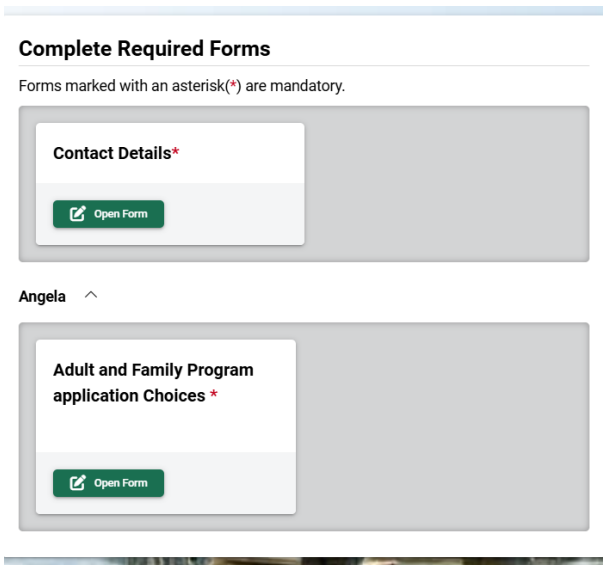 Complete Required Forms
Forms marked with an asterisk(*) are mandatory.
Contact Details*
Open Form
Angela
Adult and Family Program
application Choices *
Open Form